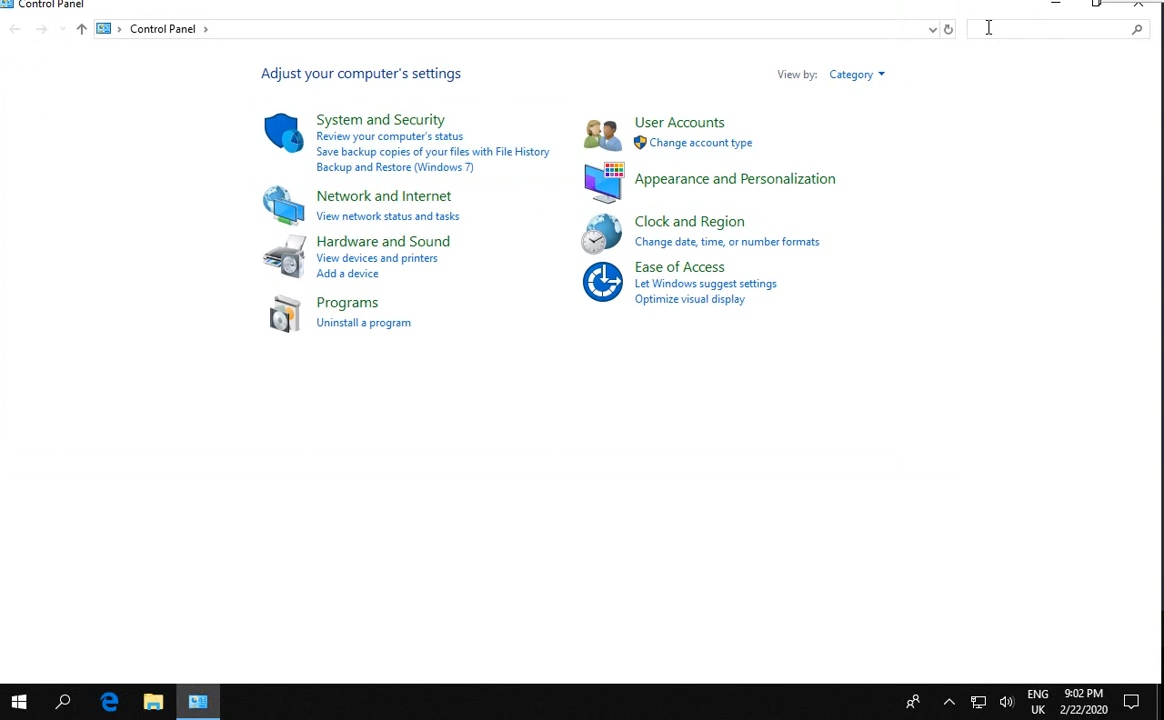 Control Panel
Control Panel
Adjust your computer's settings
View by: Category
System and Security
Review your computer's status
Save backup copies of your files with File History
Backup and Restore (Windows 7)
Network and Internet
View network status and tasks
Hardware and Sound
View devices and printers
Add a device
Programs
Uninstall a program
User Accounts
Change account type
Appearance and Personalization
Clock and Region
Change date, time, or number formats
Ease of Access
Let Windows suggest settings
Optimize visual display
ENG
UK
9:02 PM
2/22/2020